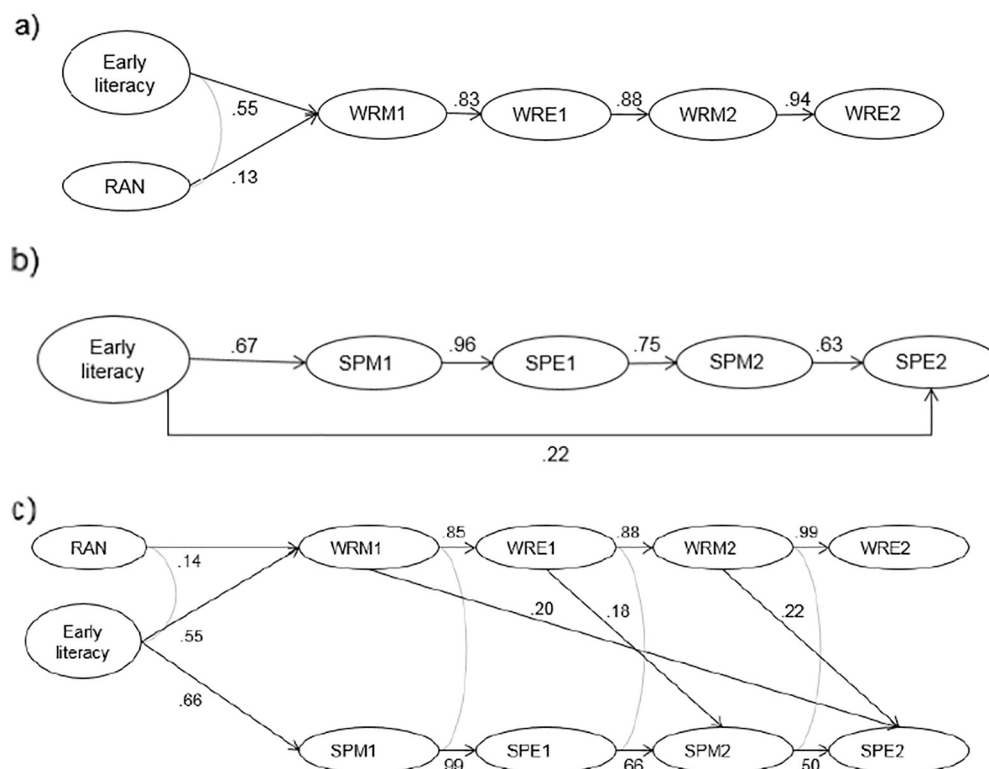 a)
Early
literacy
.55
WRM1
.83
WRE1
.88
WRM2
.94
WRE2
RAN
.13
b)
Early
literacy
.67
SPM1
.96
SPE1
.75
SPM2
.63
SPE2
.22
c)
RAN
.14
WRM1
.85
WRE1
.88
WRM2
.99
WRE2
Early
literacy
.55
.20
.18
.22
.66
SPM1
.99
SPE1
.66
SPM2
.50
SPE2